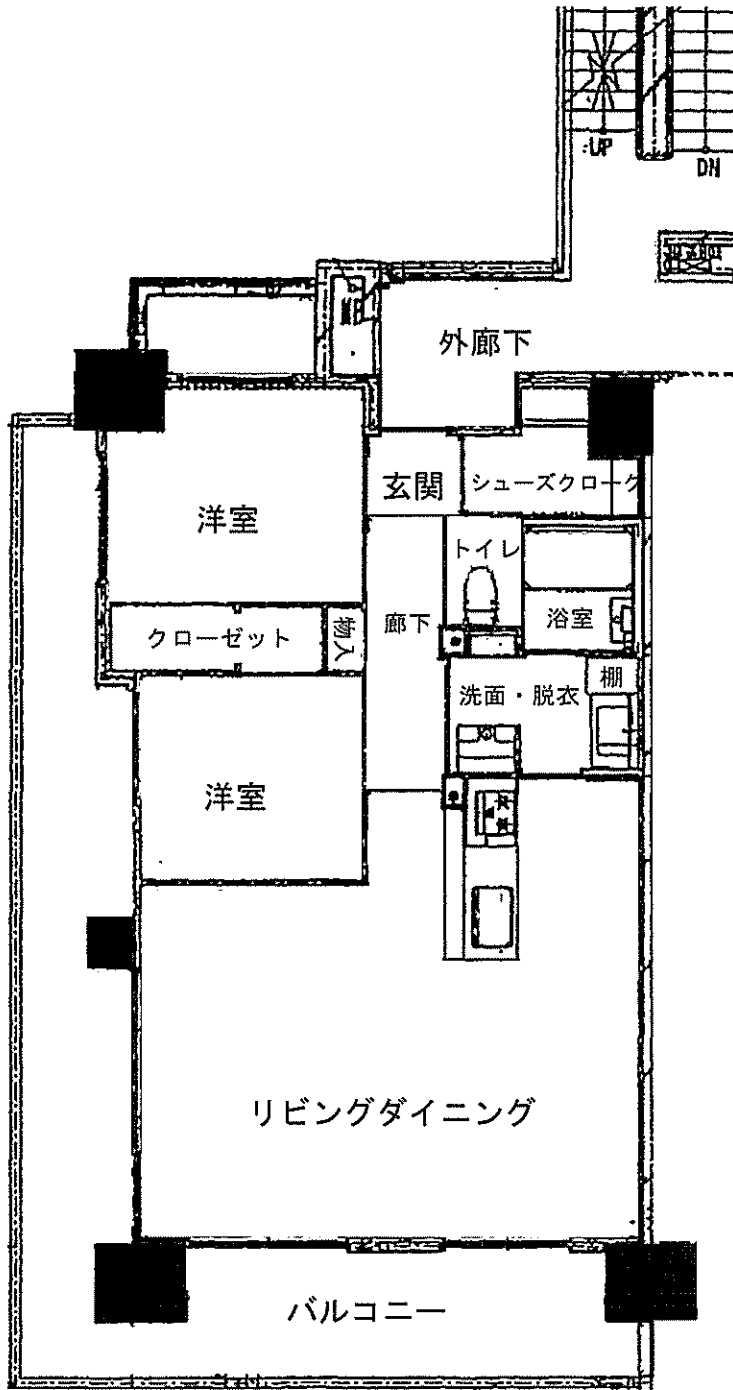 UP
DN
外廊下
玄関
シューズクローク
洋室
トイレ
浴室
クローゼット
物入
廊下
洗面・脱衣
棚
洋室
リビングダイニング
バルコニー